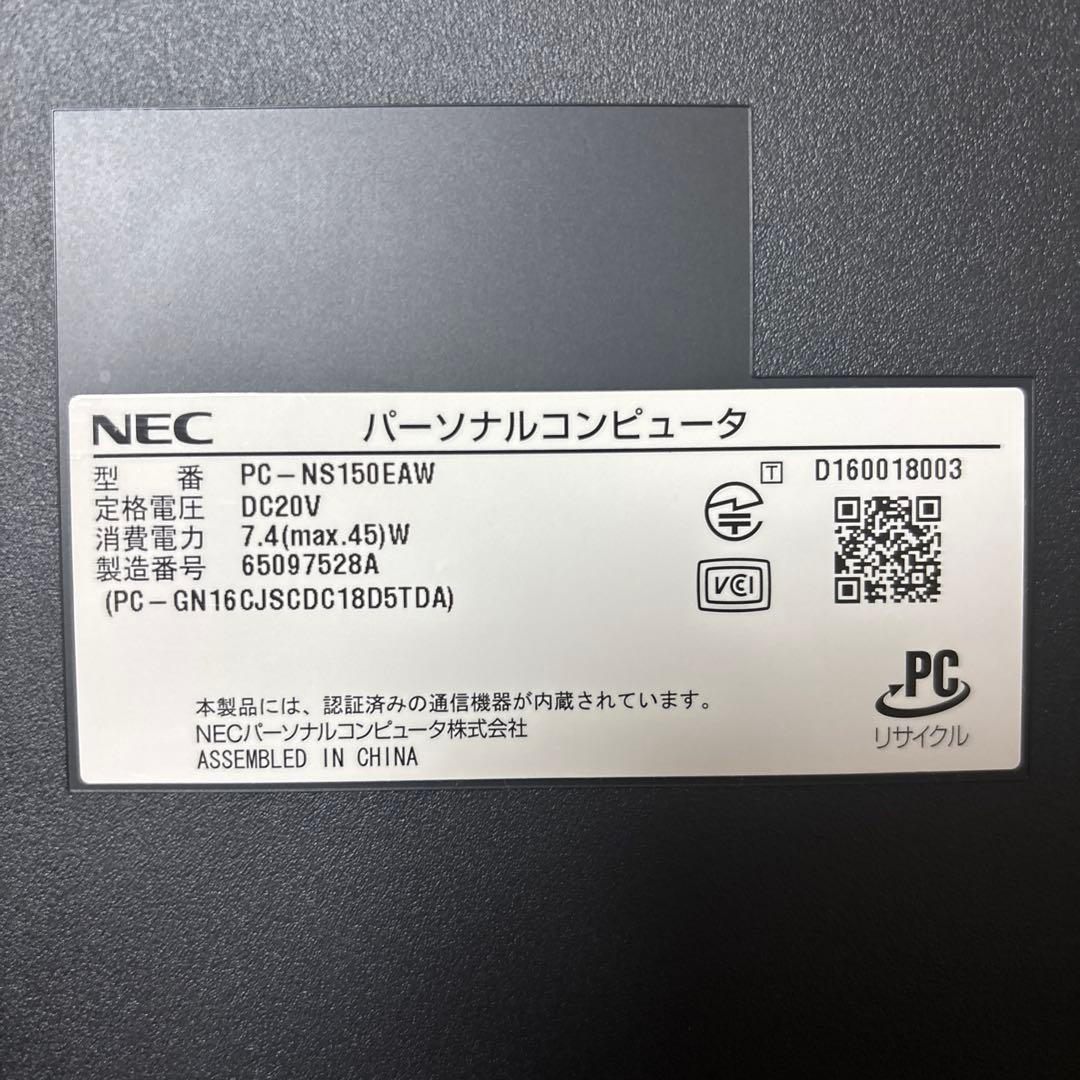 NEC パーソナルコンピュータ
型 番 PC-NS150EAW
定格電圧 DC20V
消費電力 7.4(max.45)W
製造番号 65097528A
(PC-GN16CJSCDC18D5TDA)
T D160018003
VCI
PC
リサイクル
本製品には、認証済みの通信機器が内蔵されています。
NECパーソナルコンピュータ株式会社
ASSEMBLED IN CHINA